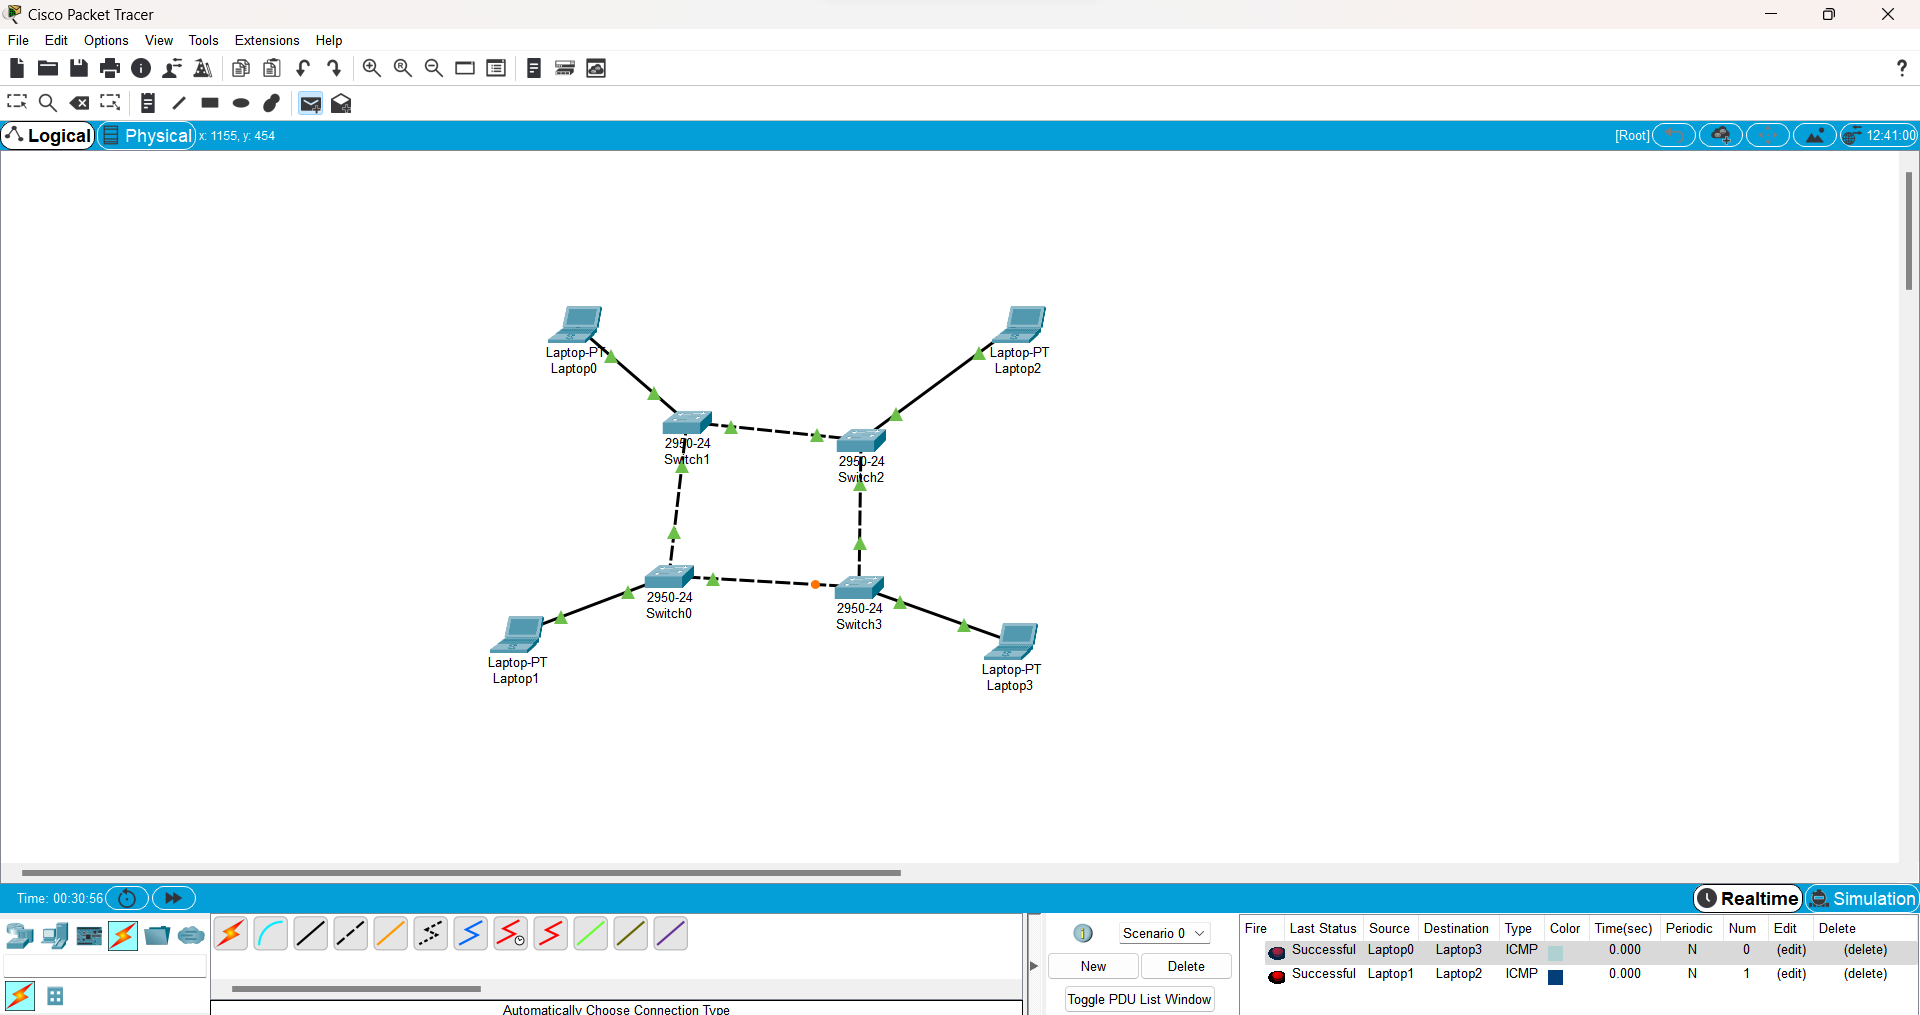 Cisco Packet Tracer
File Edit Options View Tools Extensions Help
Logical Physical x: 1155, y: 454 [Root] 12:41:00
Laptop-PT
Laptop0
Laptop-PT
Laptop2
2950-24
Switch1
2950-24
Switch2
2950-24
Switch0
2950-24
Switch3
Laptop-PT
Laptop1
Laptop-PT
Laptop3
Time: 00:30:56 Realtime Simulation
Scenario 0
New Delete
Toggle PDU List Window
Automatically Choose Connection Type
Fire Last Status Source Destination Type Color Time(sec) Periodic Num Edit Delete
Successful Laptop0 Laptop3 ICMP 0.000 N 0 (edit) (delete)
Successful Laptop1 Laptop2 ICMP 0.000 N 1 (edit) (delete)